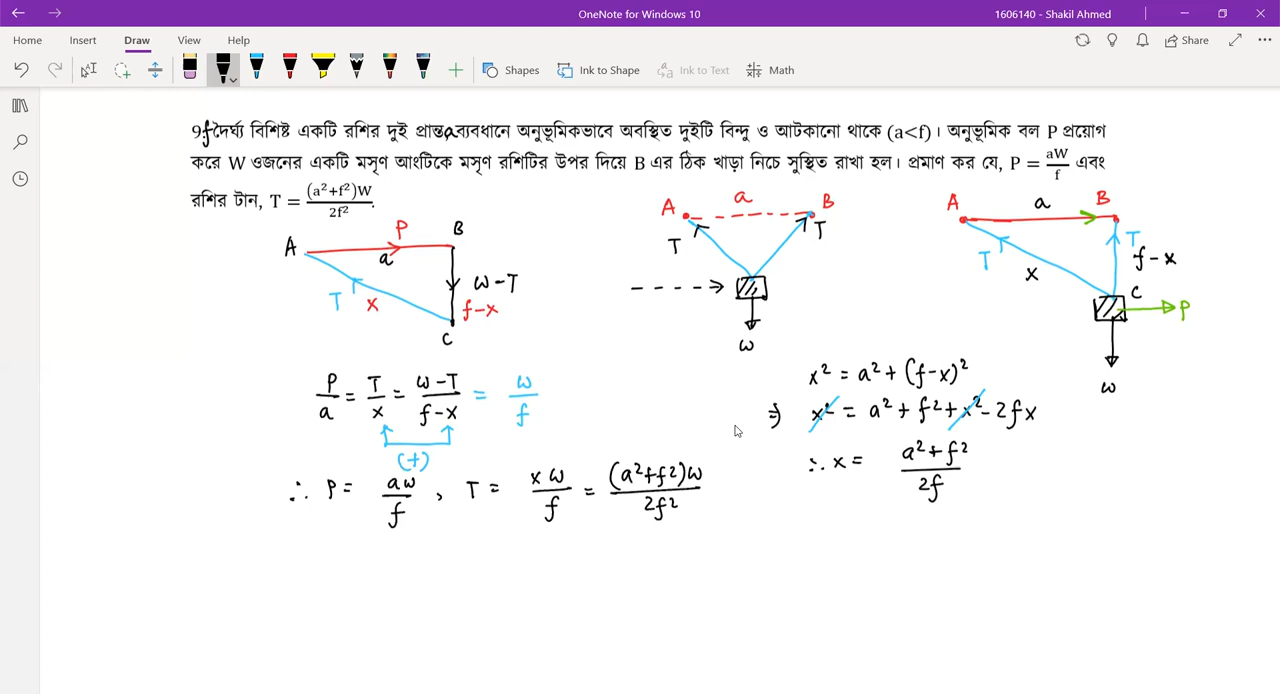 OneNote for Windows 10
1606140 - Shakil Ahmed
Home Insert Draw View Help
Share
Shapes Ink to Shape Ink to Text Math
9f দৈর্ঘ্য বিশিষ্ট একটি রশির দুই প্রান্ত a ব্যবধানে অনুভূমিকভাবে অবস্থিত দুইটি বিন্দু ও আটকানো থাকে (a<f)। অনুভূমিক বল P প্রয়োগ
করে W ওজনের একটি মসৃণ আংটিকে মসৃণ রশিটির উপর দিয়ে B এর ঠিক খাড়া নিচে সুস্থিত রাখা হল। প্রমাণ কর যে, P = aW/f এবং
রশির টান, T = (a²+f²)W/2f².
A P B
a
T x
ω-T
f-x
C
A a B
T T
ω
A a B
T T
x f-x
C
P
ω
P/a = T/x = ω-T/f-x = ω/f
(+)
∴ P = aω/f, T = xω/f = (a²+f²)ω/2f²
x² = a² + (f-x)²
⇒ x² = a² + f² + x² - 2fx
∴ x = a²+f²/2f